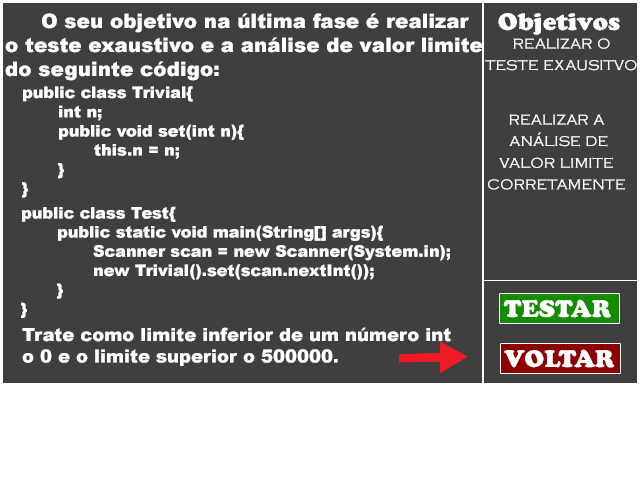 O seu objetivo na última fase é realizar
o teste exaustivo e a análise de valor limite
do seguinte código:
public class Trivial{
int n;
public void set(int n){
this.n = n;
}
}
public class Test{
public static void main(String[] args){
Scanner scan = new Scanner(System.in);
new Trivial().set(scan.nextInt());
}
}
Trate como limite inferior de um número int
o 0 e o limite superior o 500000.
Objetivos
REALIZAR O
TESTE EXAUSITVO
REALIZAR A
ANÁLISE DE
VALOR LIMITE
CORRETAMENTE
TESTAR
VOLTAR